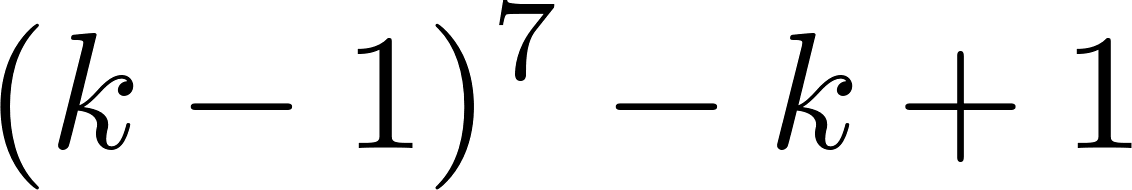 (k − 1)⁷ − k + 1